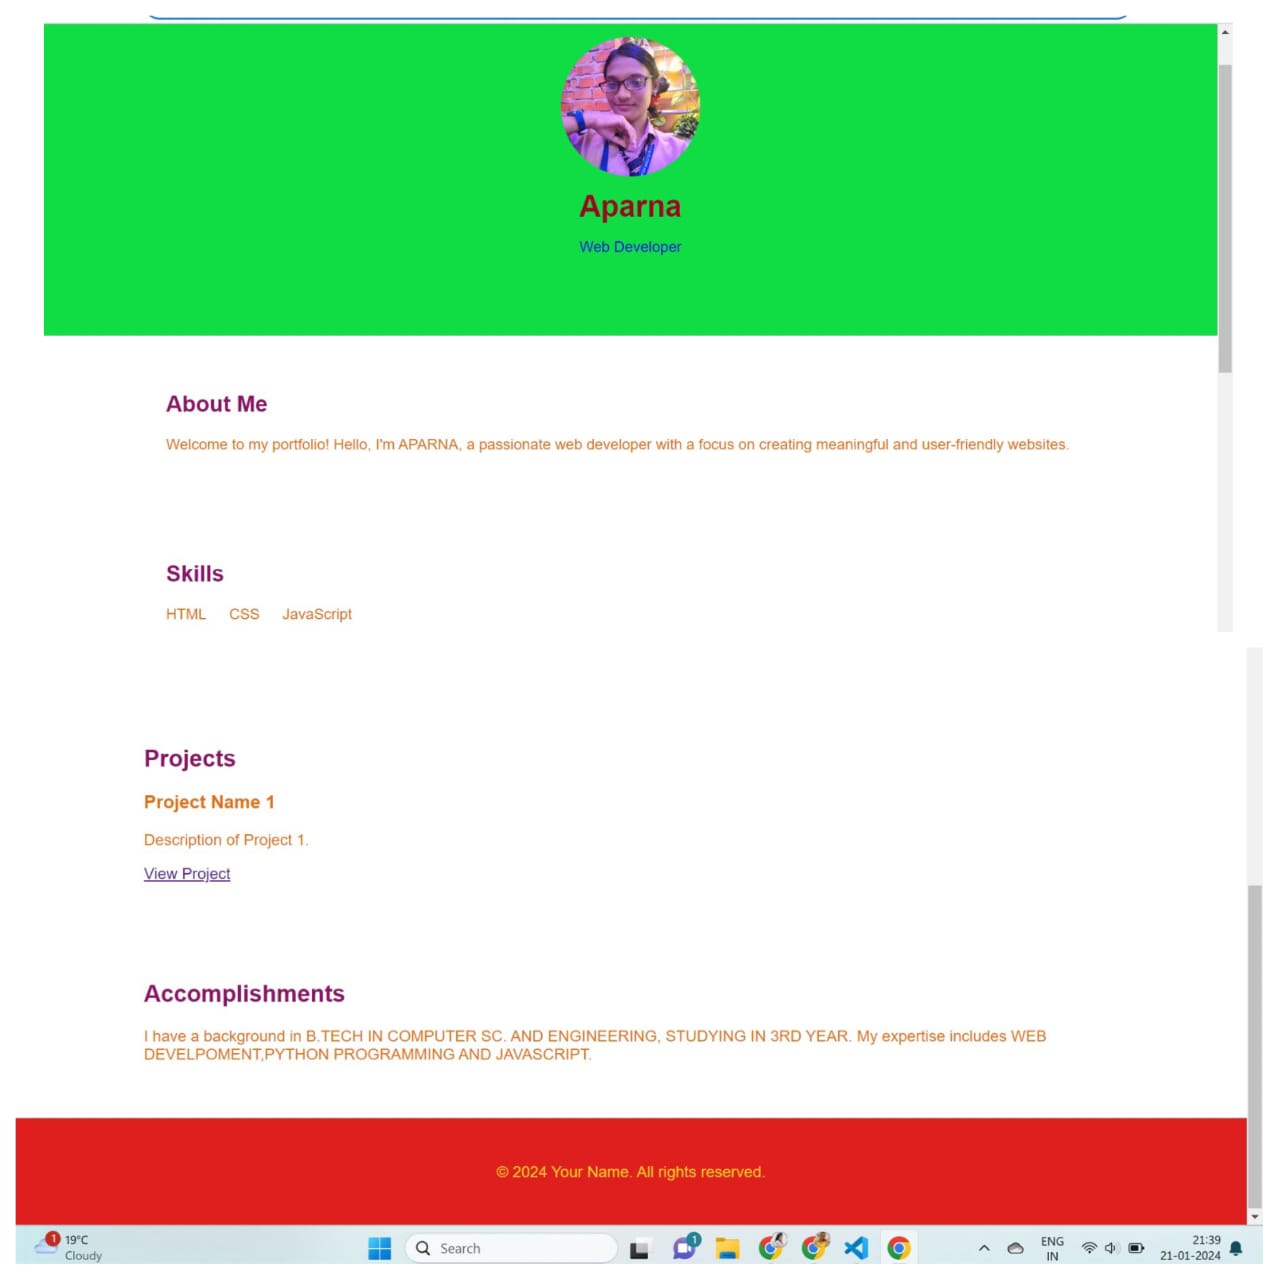 Aparna
Web Developer
About Me
Welcome to my portfolio! Hello, I'm APARNA, a passionate web developer with a focus on creating meaningful and user-friendly websites.
Skills
HTML CSS JavaScript
Projects
Project Name 1
Description of Project 1.
View Project
Accomplishments
I have a background in B.TECH IN COMPUTER SC. AND ENGINEERING, STUDYING IN 3RD YEAR. My expertise includes WEB
DEVELPOMENT,PYTHON PROGRAMMING AND JAVASCRIPT.
© 2024 Your Name. All rights reserved.
1 19°C
Cloudy
Search
1
ENG
IN
21:39
21-01-2024